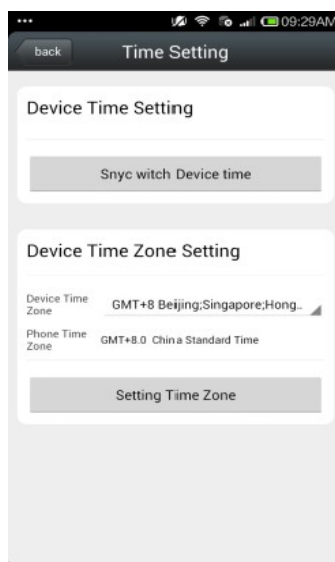 09:29AM
back
Time Setting
Device Time Setting
Snyc witch Device time
Device Time Zone Setting
Device Time
Zone
GMT+8 Beijing;Singapore;Hong..
Phone Time
Zone
GMT+8.0 China Standard Time
Setting Time Zone